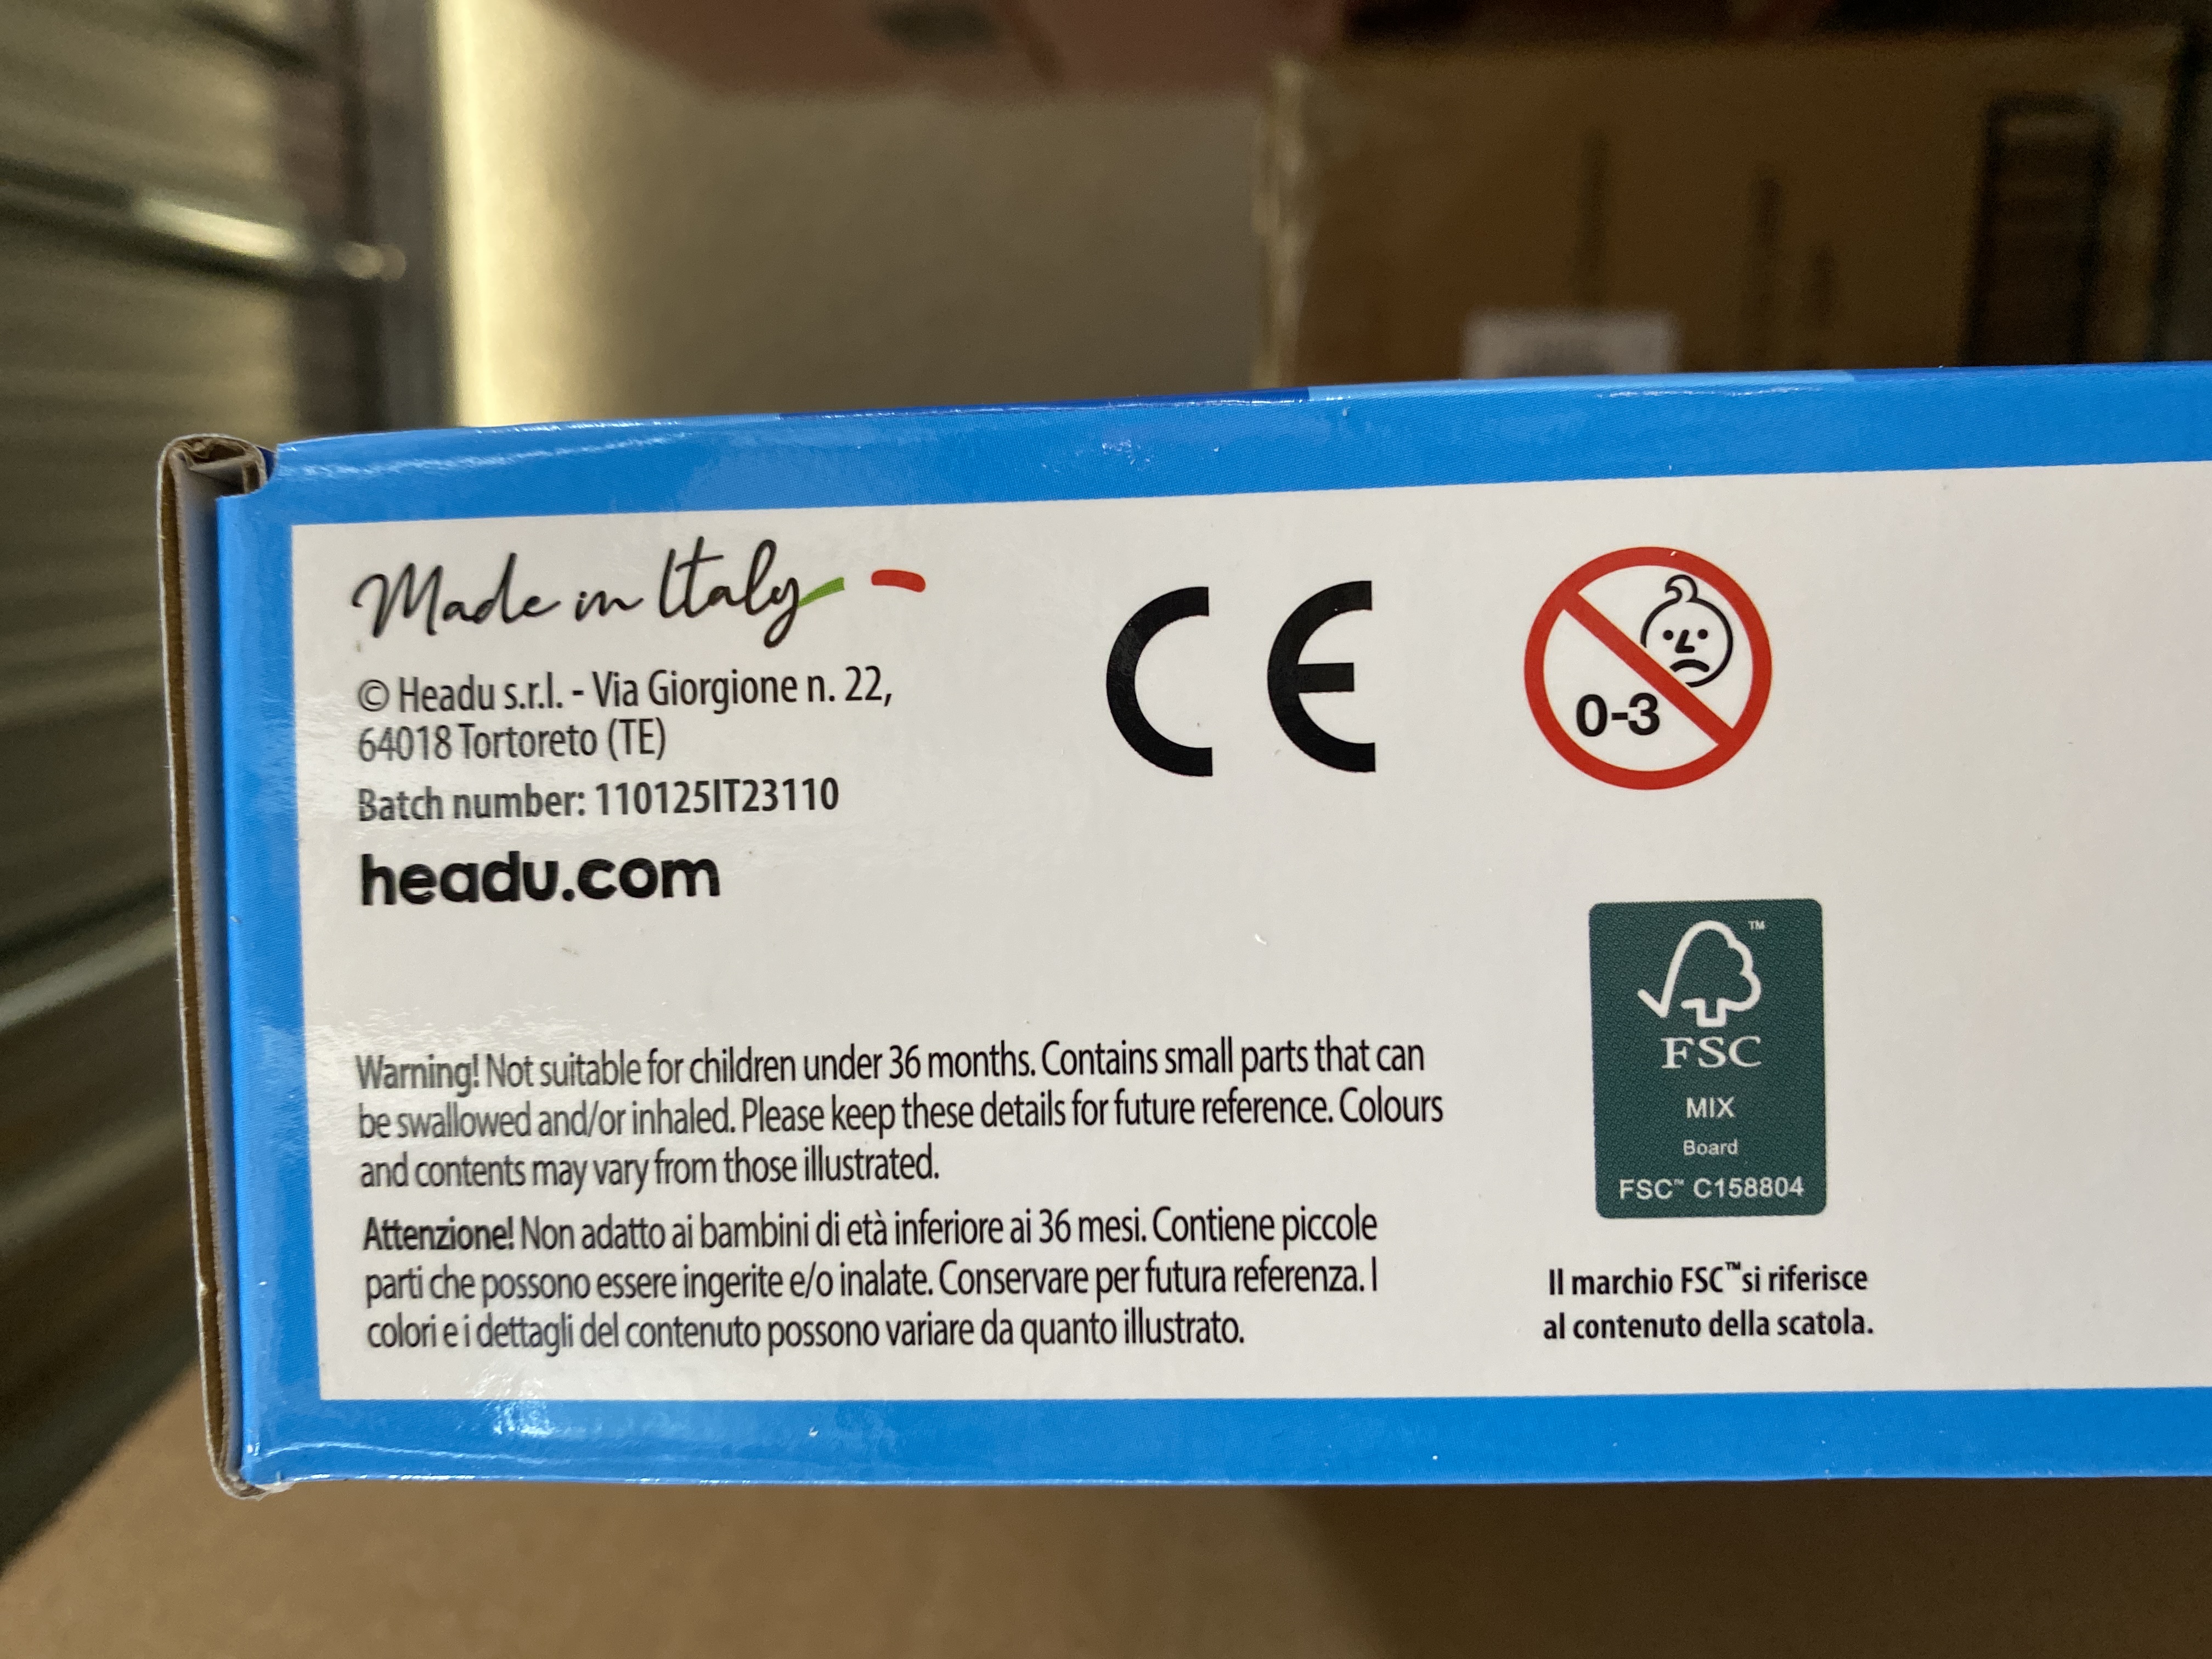 Made in Italy
© Headu s.r.l. - Via Giorgione n. 22,
64018 Tortoreto (TE)
Batch number: 110125IT23110
headu.com
CE
0-3
Warning! Not suitable for children under 36 months. Contains small parts that can
be swallowed and/or inhaled. Please keep these details for future reference. Colours
and contents may vary from those illustrated.
Attenzione! Non adatto ai bambini di età inferiore ai 36 mesi. Contiene piccole
parti che possono essere ingerite e/o inalate. Conservare per futura referenza. I
colori e i dettagli del contenuto possono variare da quanto illustrato.
™
FSC
MIX
Board
FSC™ C158804
Il marchio FSC™ si riferisce
al contenuto della scatola.